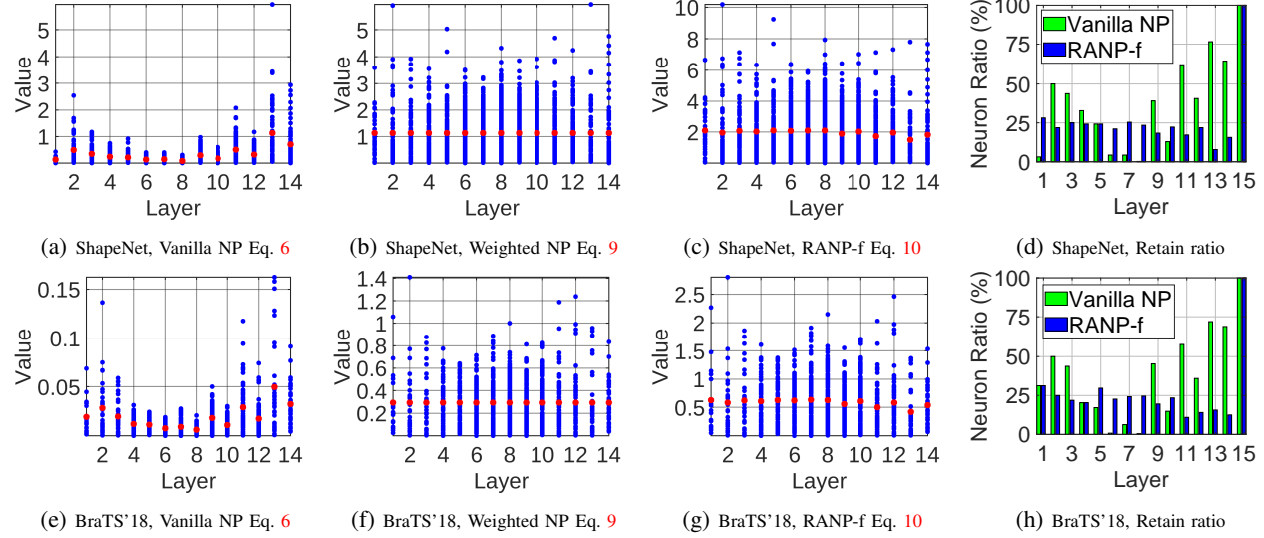 6
5
4
3
2
1
Value
2 4 6 8 10 12 14
Layer
(a) ShapeNet, Vanilla NP Eq. 6
6
5
4
3
2
1
Value
2 4 6 8 10 12 14
Layer
(b) ShapeNet, Weighted NP Eq. 9
10
8
6
4
2
Value
2 4 6 8 10 12 14
Layer
(c) ShapeNet, RANP-f Eq. 10
100
75
50
25
0
Neuron Ratio (%)
Vanilla NP
RANP-f
1 3 5 7 9 11 13 15
Layer
(d) ShapeNet, Retain ratio
0.15
0.1
0.05
Value
2 4 6 8 10 12 14
Layer
(e) BraTS'18, Vanilla NP Eq. 6
1.4
1.2
1
0.8
0.6
0.4
0.2
Value
2 4 6 8 10 12 14
Layer
(f) BraTS'18, Weighted NP Eq. 9
2.5
2
1.5
1
0.5
Value
2 4 6 8 10 12 14
Layer
(g) BraTS'18, RANP-f Eq. 10
100
75
50
25
0
Neuron Ratio (%)
Vanilla NP
RANP-f
1 3 5 7 9 11 13 15
Layer
(h) BraTS'18, Retain ratio